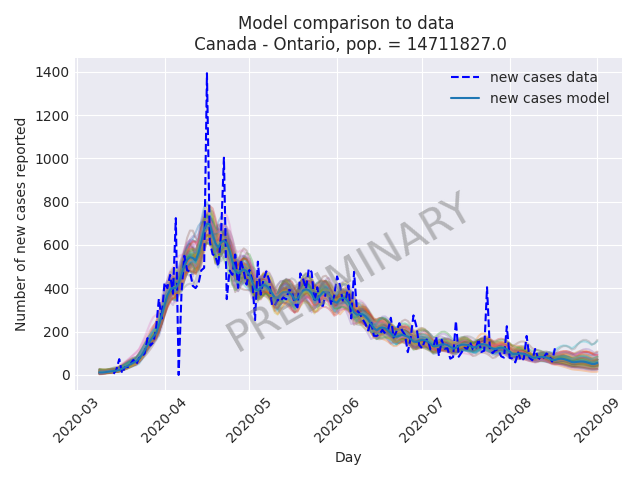 Model comparison to data
Canada - Ontario, pop. = 14711827.0
new cases data
new cases model
Number of new cases reported
1400
1200
1000
800
600
400
200
0
PRELIMINARY
2020-03
2020-04
2020-05
2020-06
2020-07
2020-08
2020-09
Day